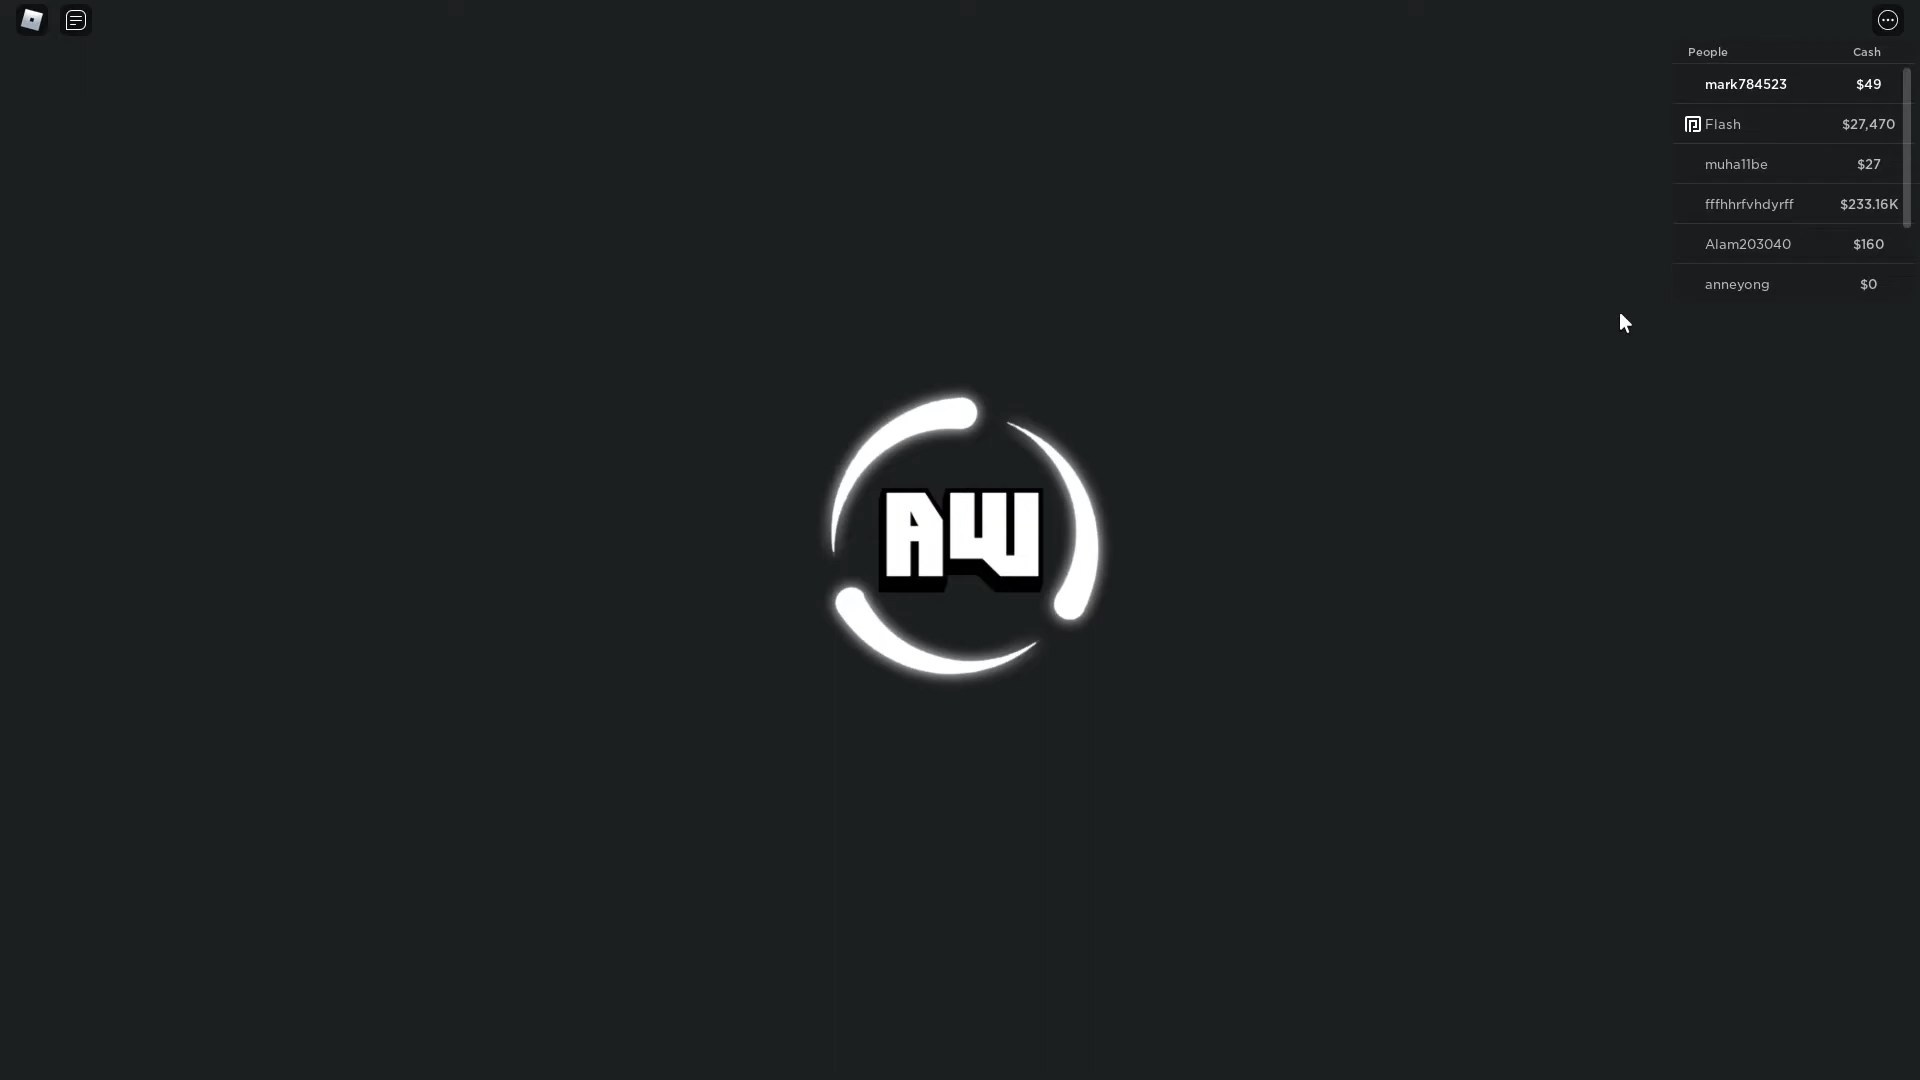 People Cash
mark784523 $49
Flash $27,470
muha11be $27
fffhhrfvhdyrff $233.16K
Alam203040 $160
anneyong $0
AW